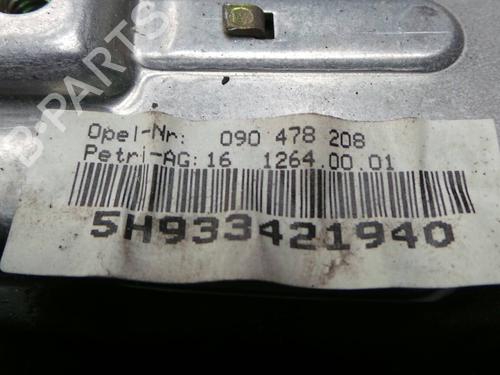 B-PARTS
Opel-Nr: 090 478 208
Petri-AG: 16 1264.00.01
5H933421940